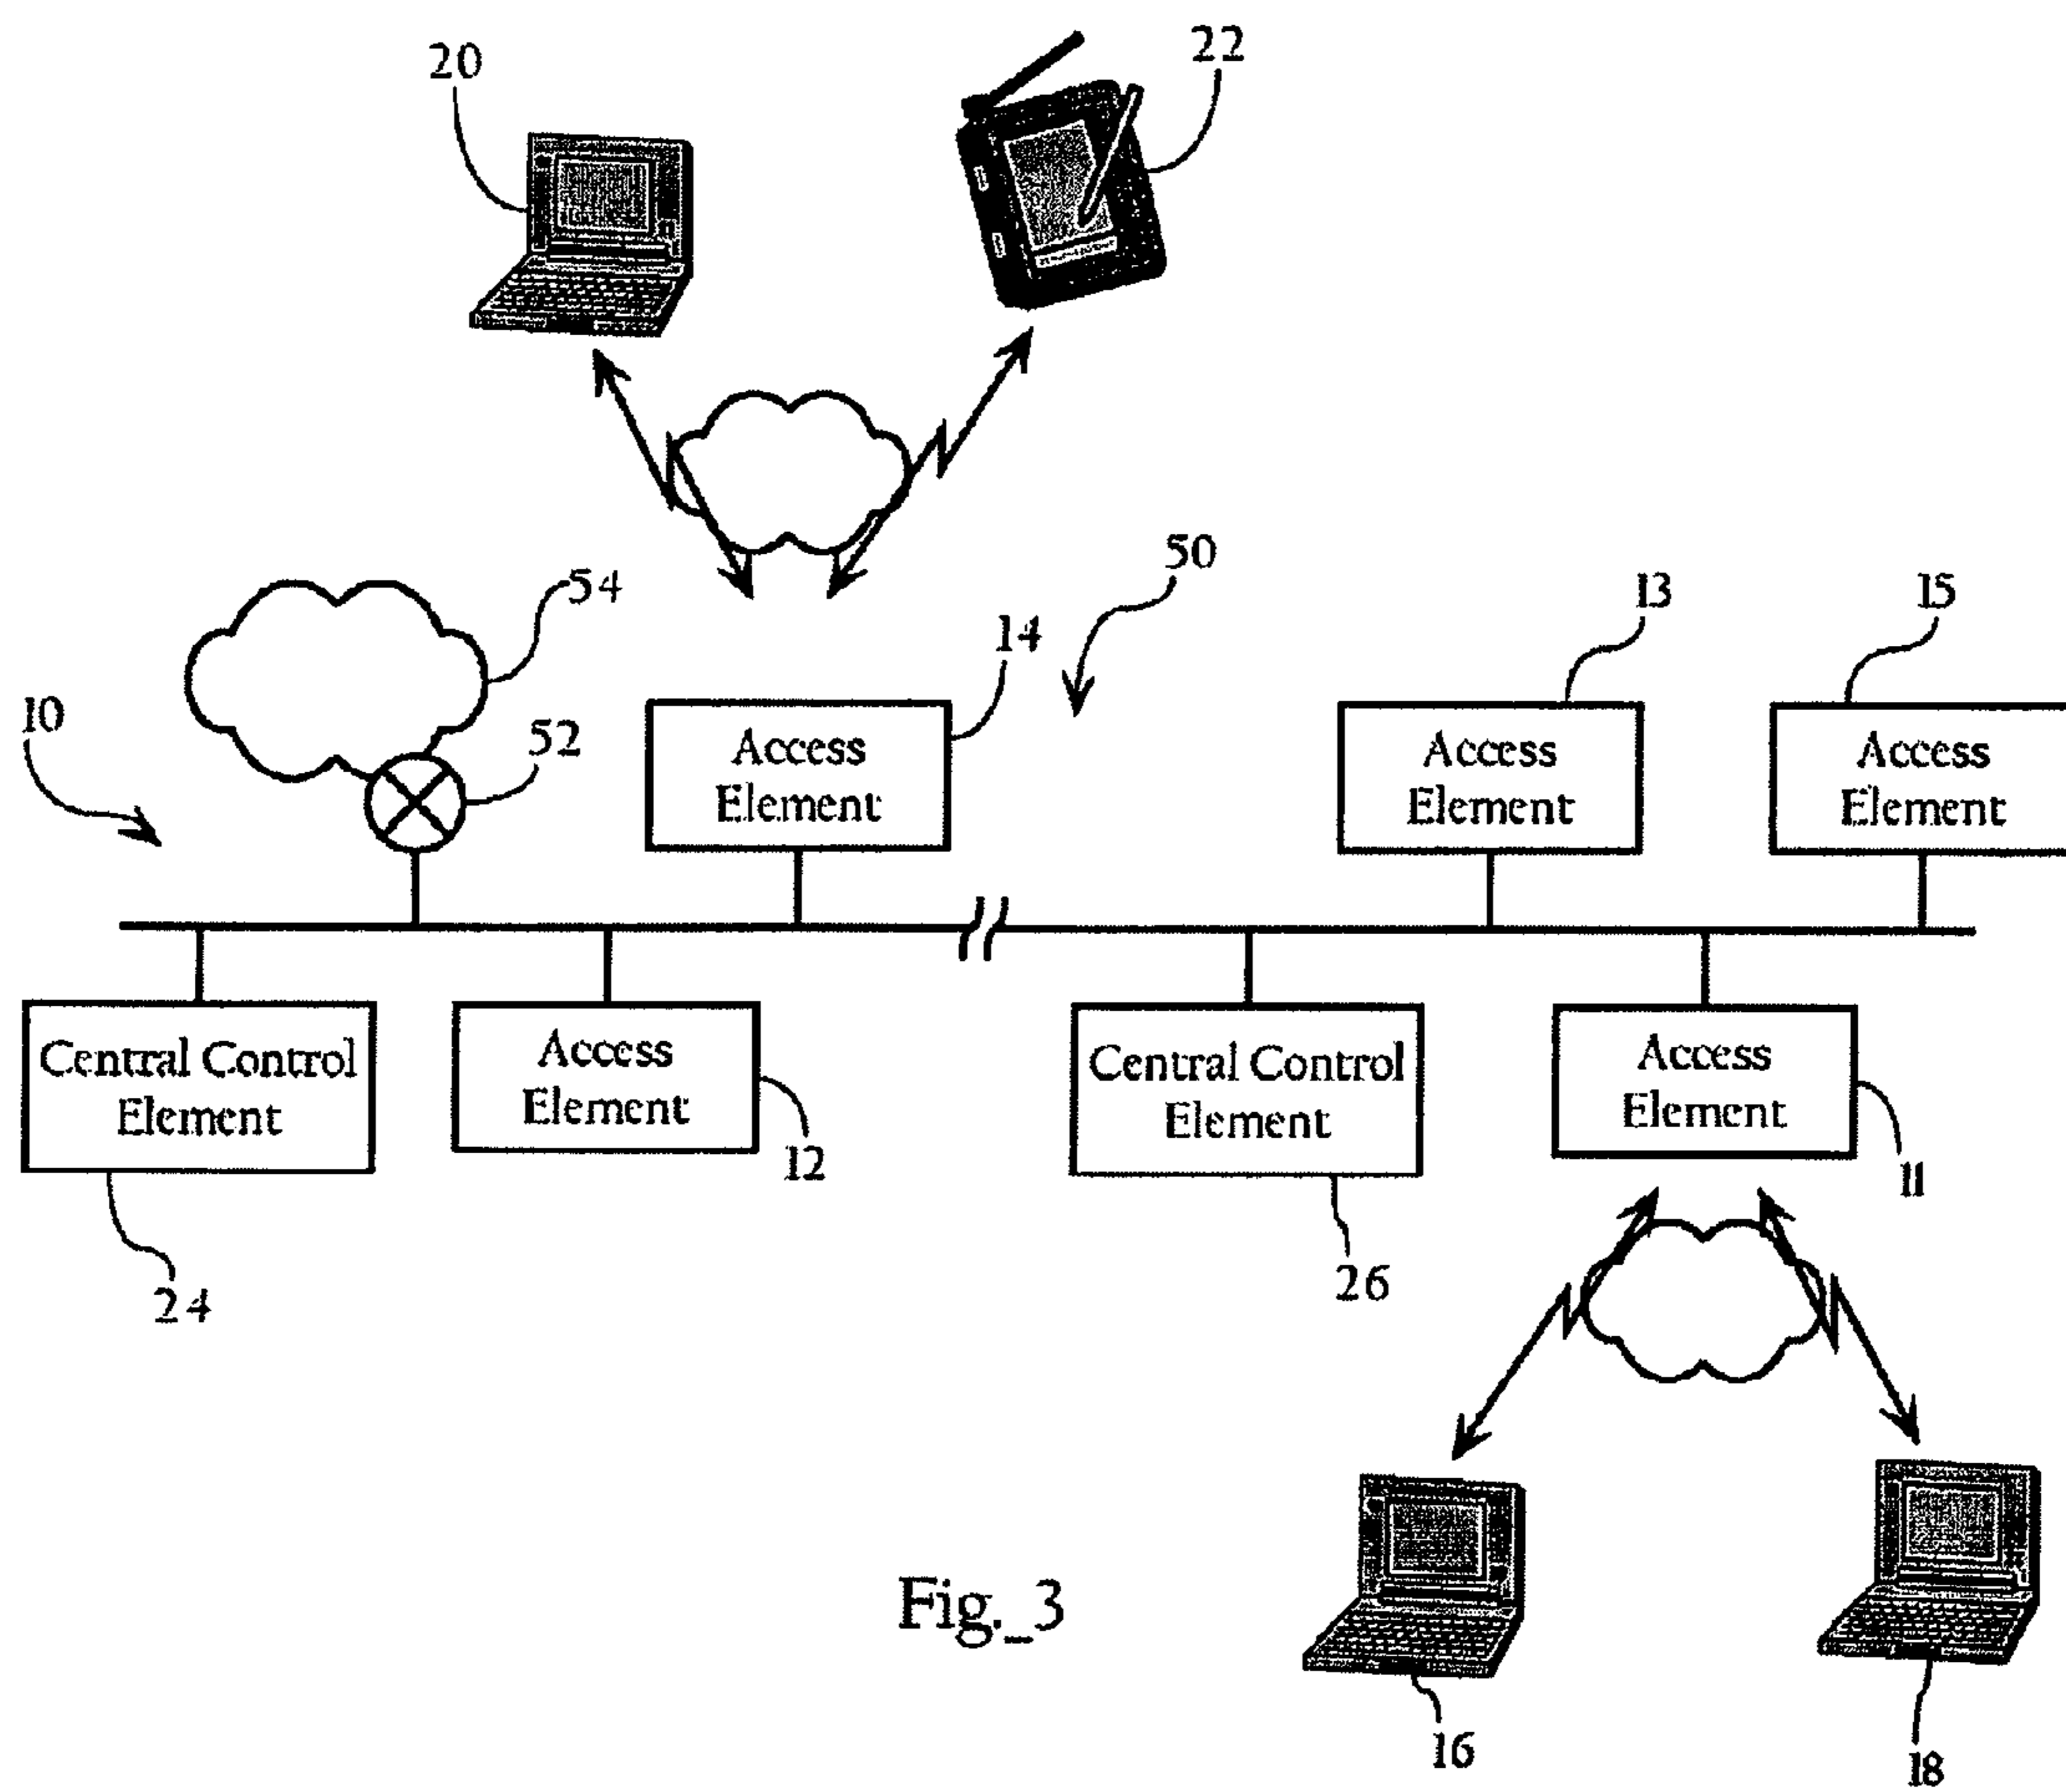 20
22
54
50
14
13
15
10
52
Access
Element
Access
Element
Access
Element
Central Control
Element
Access
Element
Central Control
Element
Access
Element
12
11
24
26
Fig._3
16
18